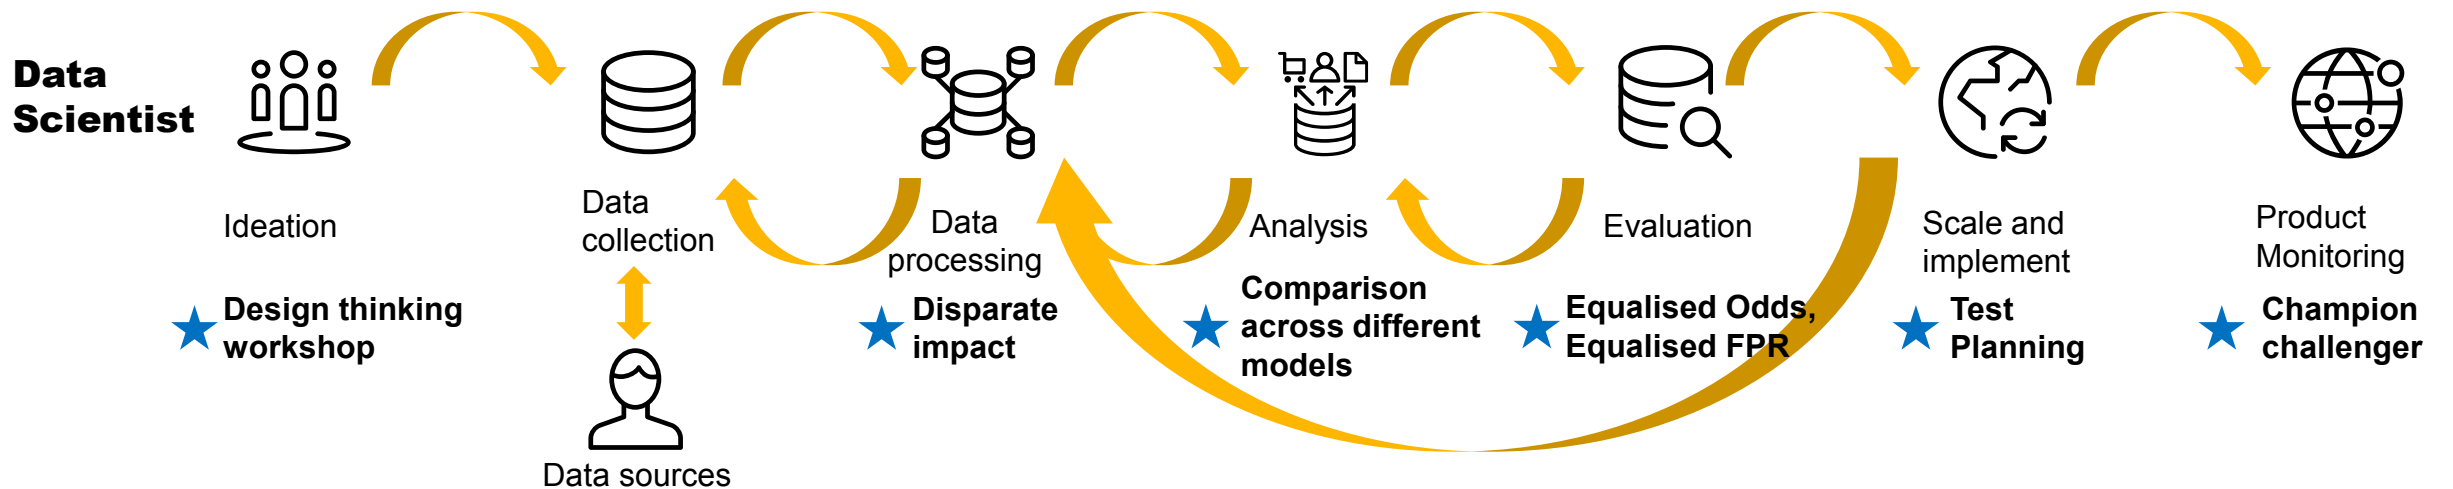 Data
Scientist
Ideation
Data
collection
Data
processing
Analysis
Evaluation
Scale and
implement
Product
Monitoring
Design thinking
workshop
Disparate
impact
Comparison
across different
models
Equalised Odds,
Equalised FPR
Test
Planning
Champion
challenger
Data sources